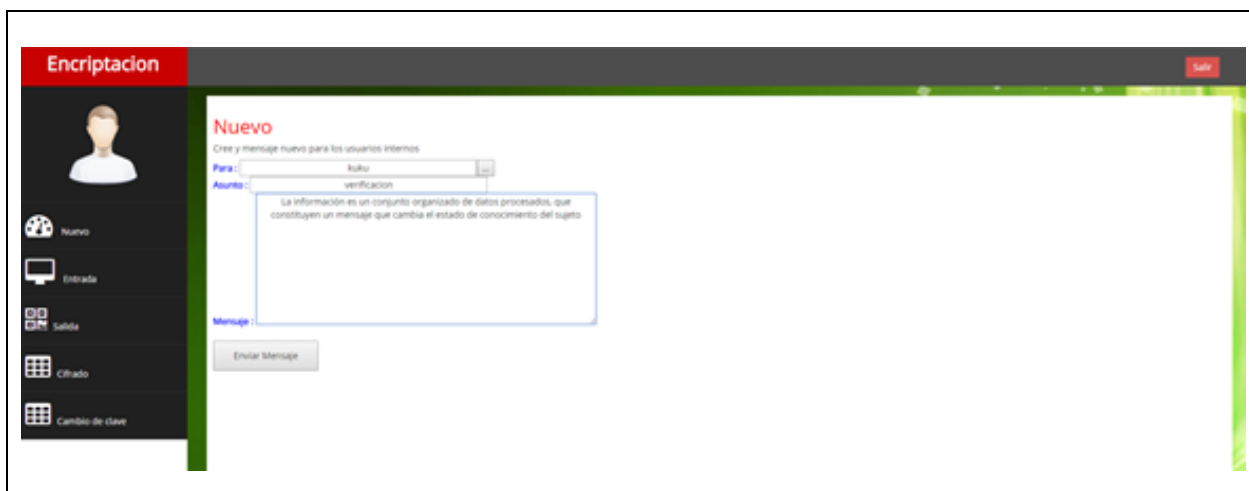 Encriptacion
Salir
Nuevo
Cree y mensaje nuevo para los usuarios internos
Para : kuku ...
Asunto : verificacion
La información es un conjunto organizado de datos procesados, que
constituyen un mensaje que cambia el estado de conocimiento del sujeto
Mensaje :
Enviar Mensaje
Nuevo
Entrada
Salida
Cifrado
Cambio de clave